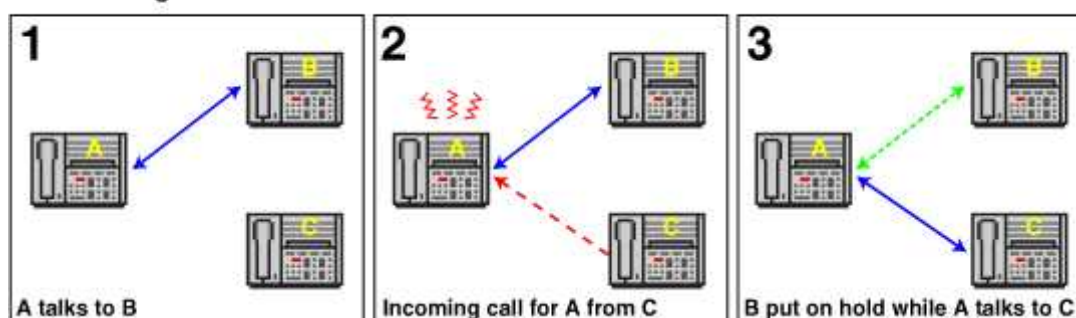 1
B
A
C
A talks to B
2
B
A
C
Incoming call for A from C
3
B
A
C
B put on hold while A talks to C